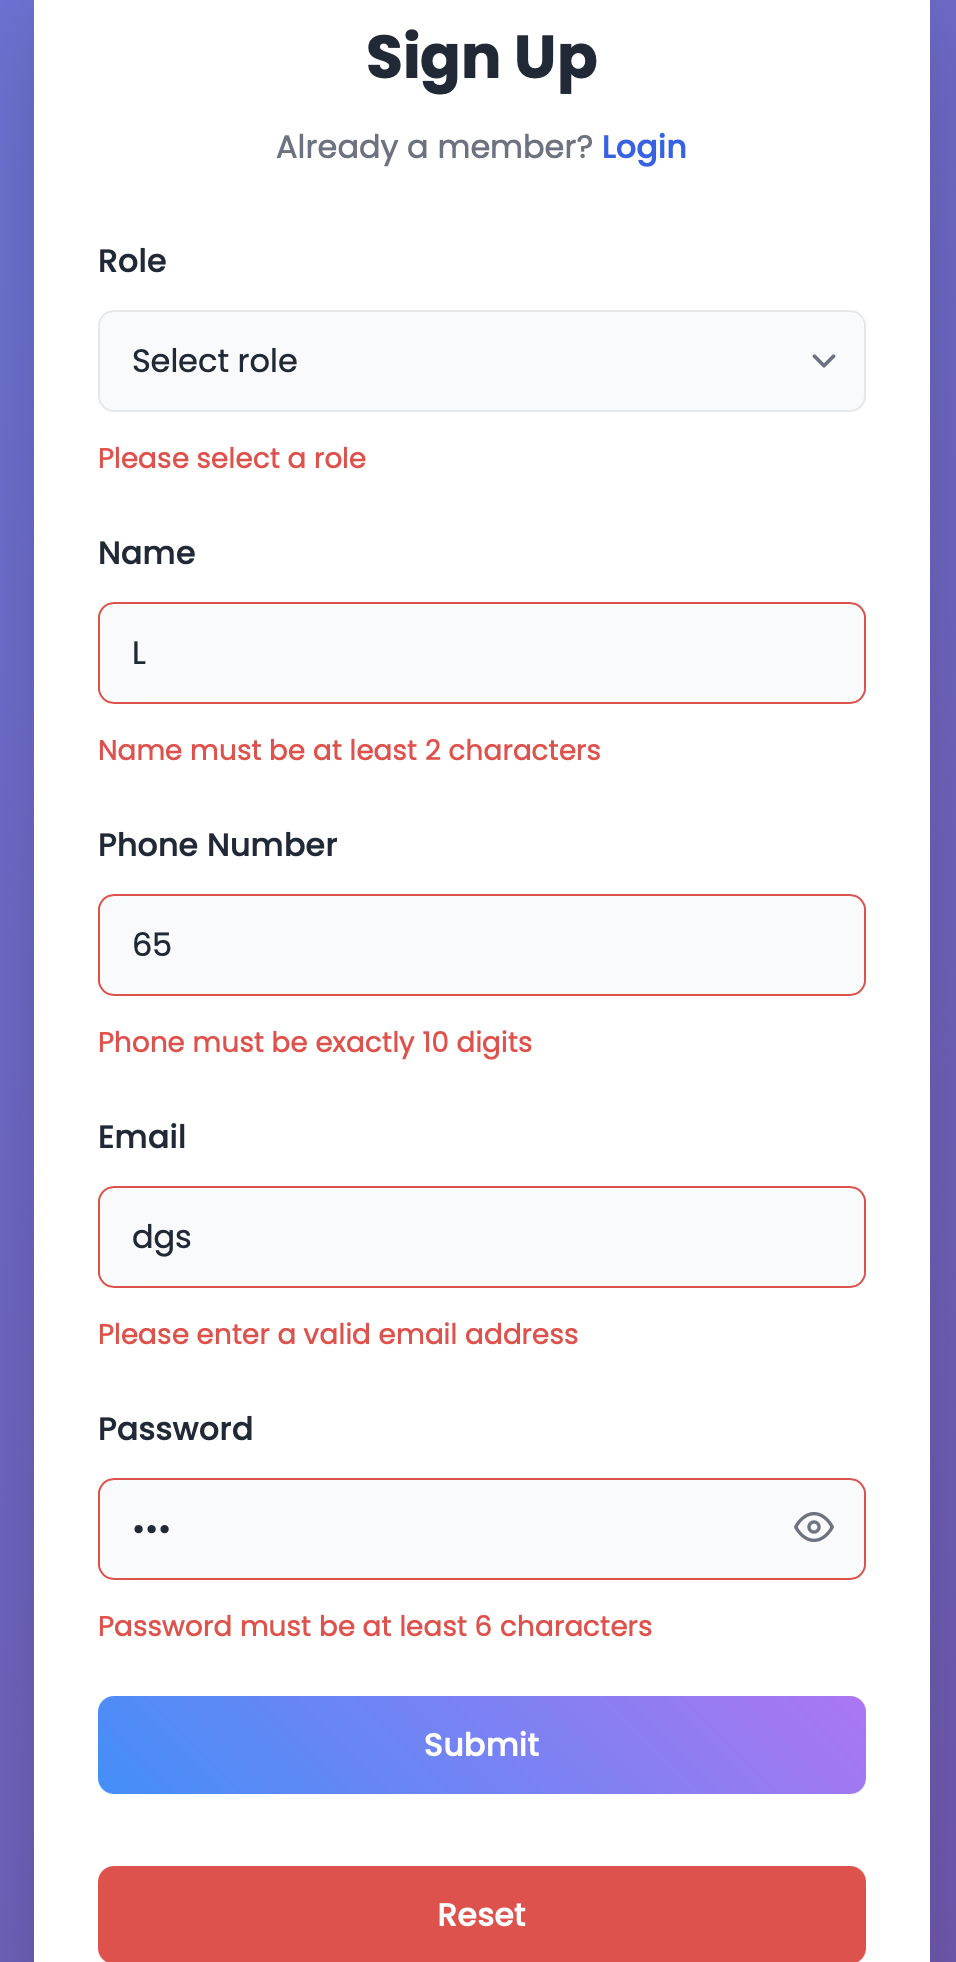 Sign Up
Already a member? Login
Role
Select role
Please select a role
Name
L
Name must be at least 2 characters
Phone Number
65
Phone must be exactly 10 digits
Email
dgs
Please enter a valid email address
Password
•••
Password must be at least 6 characters
Submit
Reset